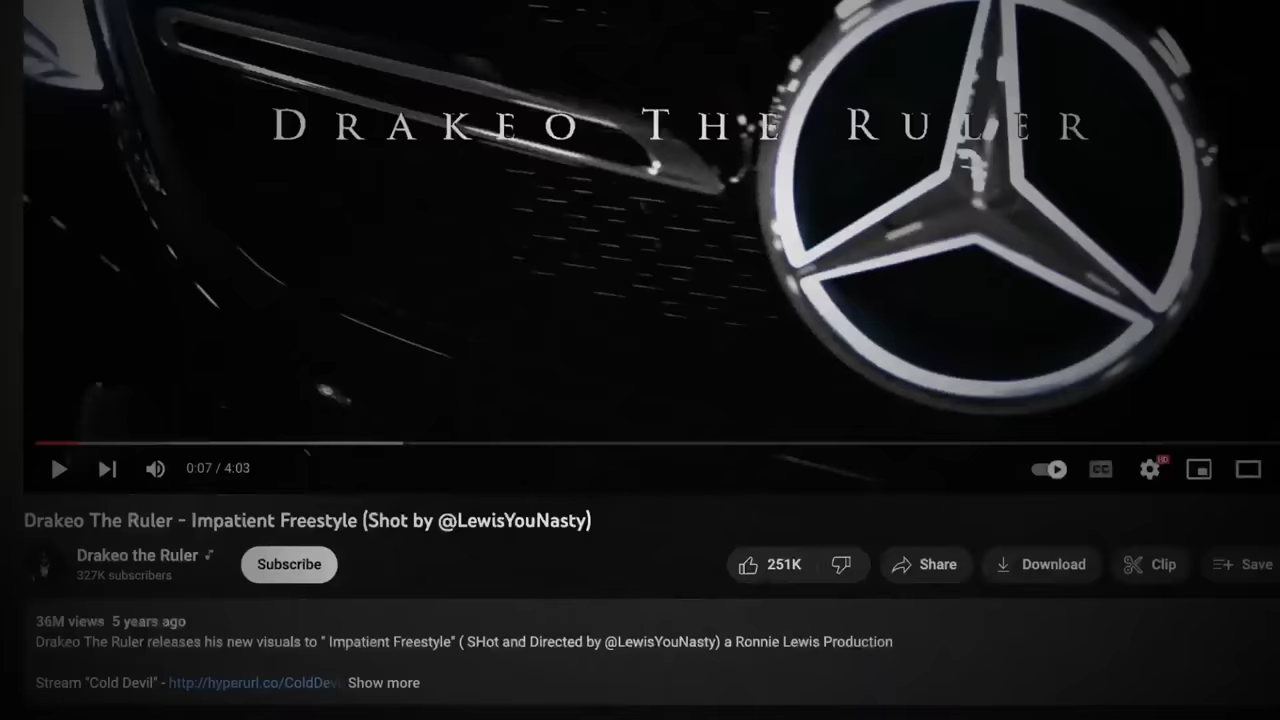 DRAKEO THE RULER
0:07 / 4:03
CC
HD
Drakeo The Ruler - Impatient Freestyle (Shot by @LewisYouNasty)
Drakeo the Ruler
327K subscribers
Subscribe
251K
Share
Download
Clip
Save
36M views 5 years ago
Drakeo The Ruler releases his new visuals to " Impatient Freestyle" ( SHot and Directed by @LewisYouNasty) a Ronnie Lewis Production
Stream "Cold Devil" - http://hyperurl.co/ColdDev Show more